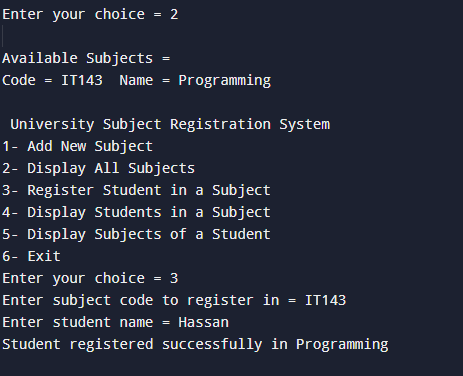 Enter your choice = 2
Available Subjects =
Code = IT143  Name = Programming
University Subject Registration System
1- Add New Subject
2- Display All Subjects
3- Register Student in a Subject
4- Display Students in a Subject
5- Display Subjects of a Student
6- Exit
Enter your choice = 3
Enter subject code to register in = IT143
Enter student name = Hassan
Student registered successfully in Programming